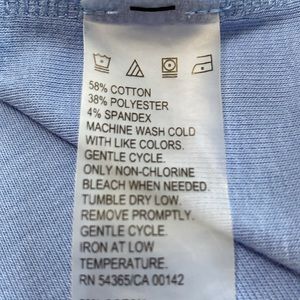 58% COTTON
38% POLYESTER
4% SPANDEX
MACHINE WASH COLD
WITH LIKE COLORS.
GENTLE CYCLE.
ONLY NON-CHLORINE
BLEACH WHEN NEEDED.
TUMBLE DRY LOW.
REMOVE PROMPTLY.
GENTLE CYCLE.
IRON AT LOW
TEMPERATURE.
RN 54365/CA 00142